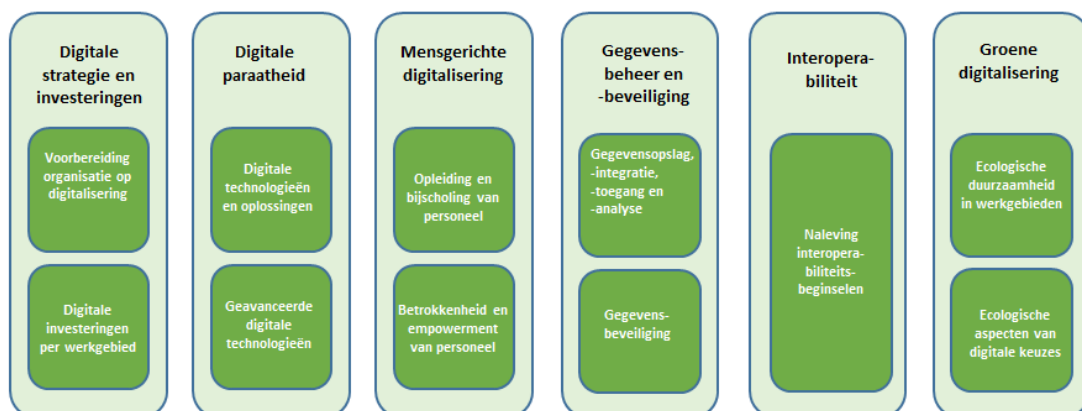 Digitale
strategie en
investeringen
Voorbereiding
organisatie op
digitalisering
Digitale
investeringen
per werkgebied
Digitale
paraatheid
Digitale
technologieën
en oplossingen
Geavanceerde
digitale
technologieën
Mensgerichte
digitalisering
Opleiding en
bijscholing van
personeel
Betrokkenheid en
empowerment
van personeel
Gegevens-
beheer en
-beveiliging
Gegevensopslag,
-integratie,
-toegang en
-analyse
Gegevens-
beveiliging
Interopera-
biliteit
Naleving
interopera-
biliteits-
beginselen
Groene
digitalisering
Ecologische
duurzaamheid
in werkgebieden
Ecologische
aspecten van
digitale keuzes